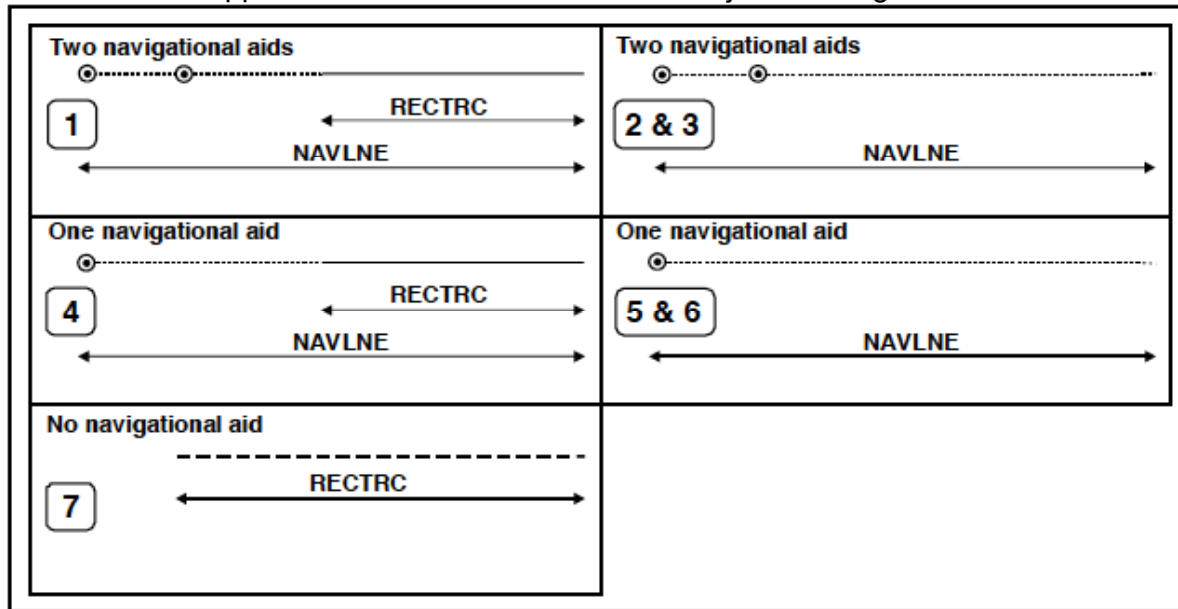 Two navigational aids
RECTRC
1
NAVLNE
Two navigational aids
2 & 3
NAVLNE
One navigational aid
RECTRC
4
NAVLNE
One navigational aid
5 & 6
NAVLNE
No navigational aid
RECTRC
7